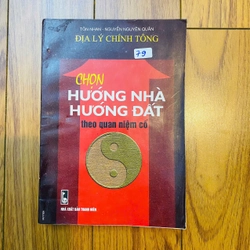 TÔN NHAN - NGUYỄN NGUYÊN QUÂN
ĐỊA LÝ CHÍNH TÔNG
79
CHỌN
HƯỚNG NHÀ
HƯỚNG ĐẤT
theo quan niệm cổ
NHÀ XUẤT BẢN THANH NIÊN